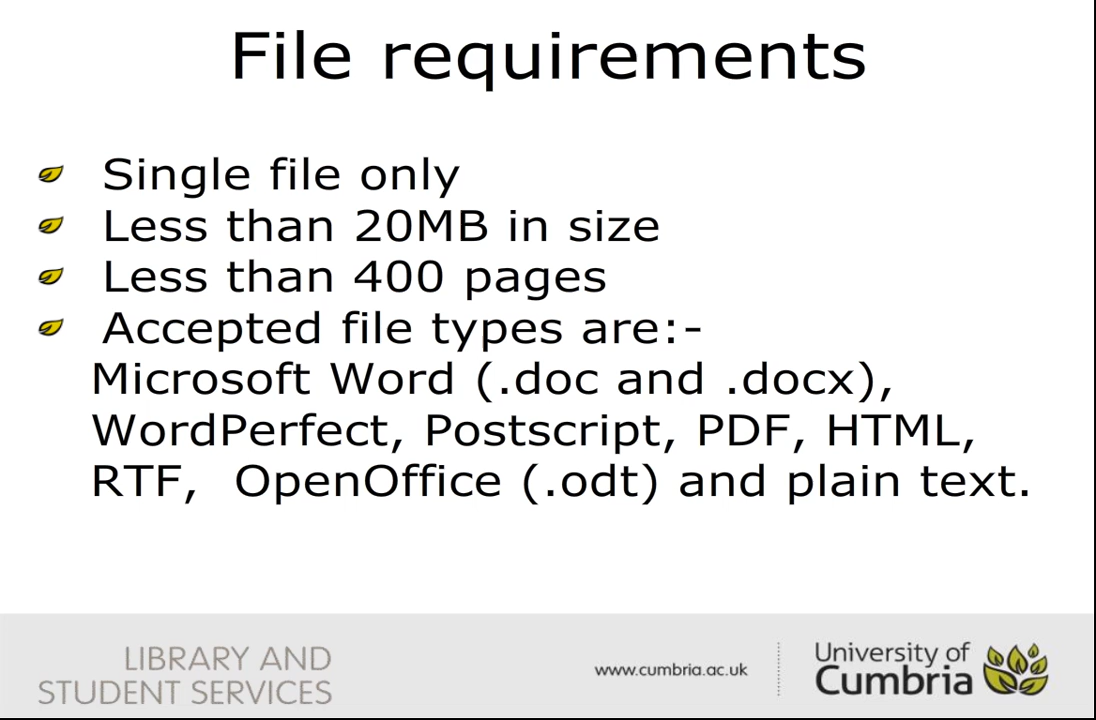 File requirements
Single file only
Less than 20MB in size
Less than 400 pages
Accepted file types are:-
Microsoft Word (.doc and .docx),
WordPerfect, Postscript, PDF, HTML,
RTF,  OpenOffice (.odt) and plain text.
LIBRARY AND
STUDENT SERVICES
www.cumbria.ac.uk
University of
Cumbria